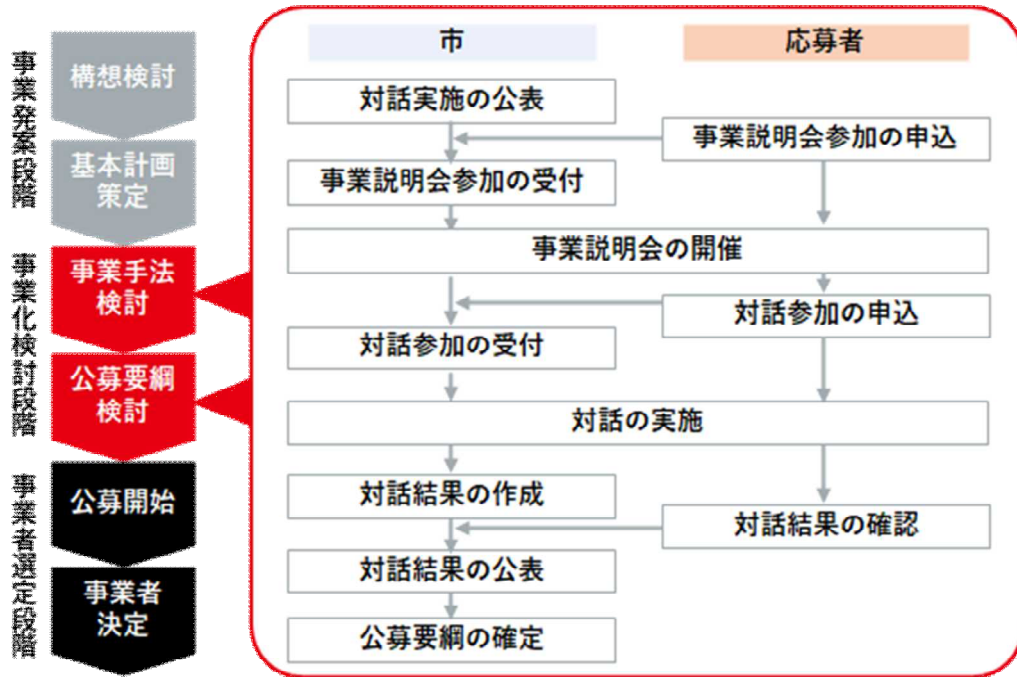 事業発案段階
構想検討
基本計画
策定
事業化検討段階
事業手法
検討
公募要綱
検討
事業者選定段階
公募開始
事業者
決定
市
応募者
対話実施の公表
事業説明会参加の申込
事業説明会参加の受付
事業説明会の開催
対話参加の申込
対話参加の受付
対話の実施
対話結果の作成
対話結果の確認
対話結果の公表
公募要綱の確定